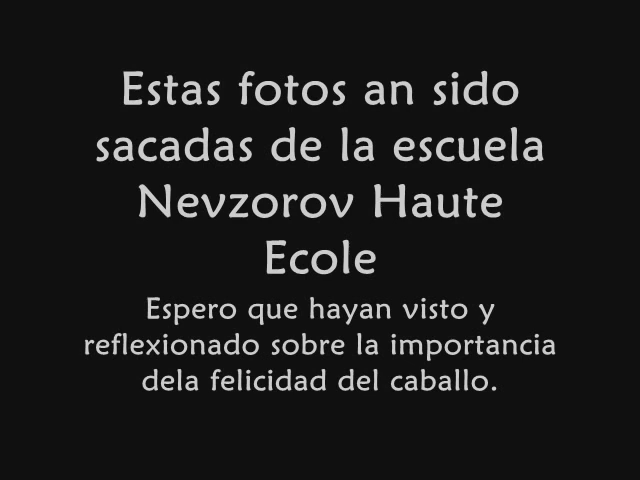 Estas fotos an sido
sacadas de la escuela
Nevzorov Haute
Ecole
Espero que hayan visto y
reflexionado sobre la importancia
dela felicidad del caballo.